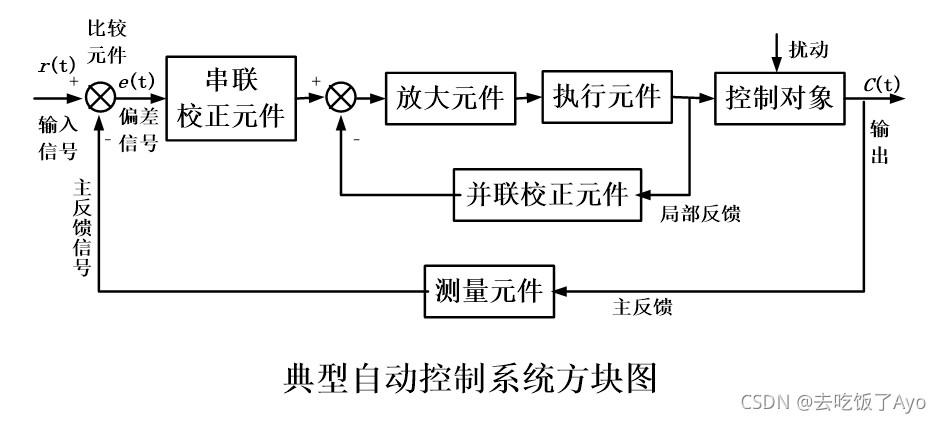 比较
元件
r(t)
+
e(t)
输入
信号
-
偏差
信号
串联
校正元件
+
-
放大元件
执行元件
扰动
控制对象
C(t)
输
出
并联校正元件
局部反馈
主
反
馈
信
号
测量元件
主反馈
典型自动控制系统方块图
CSDN @去吃饭了Ayo